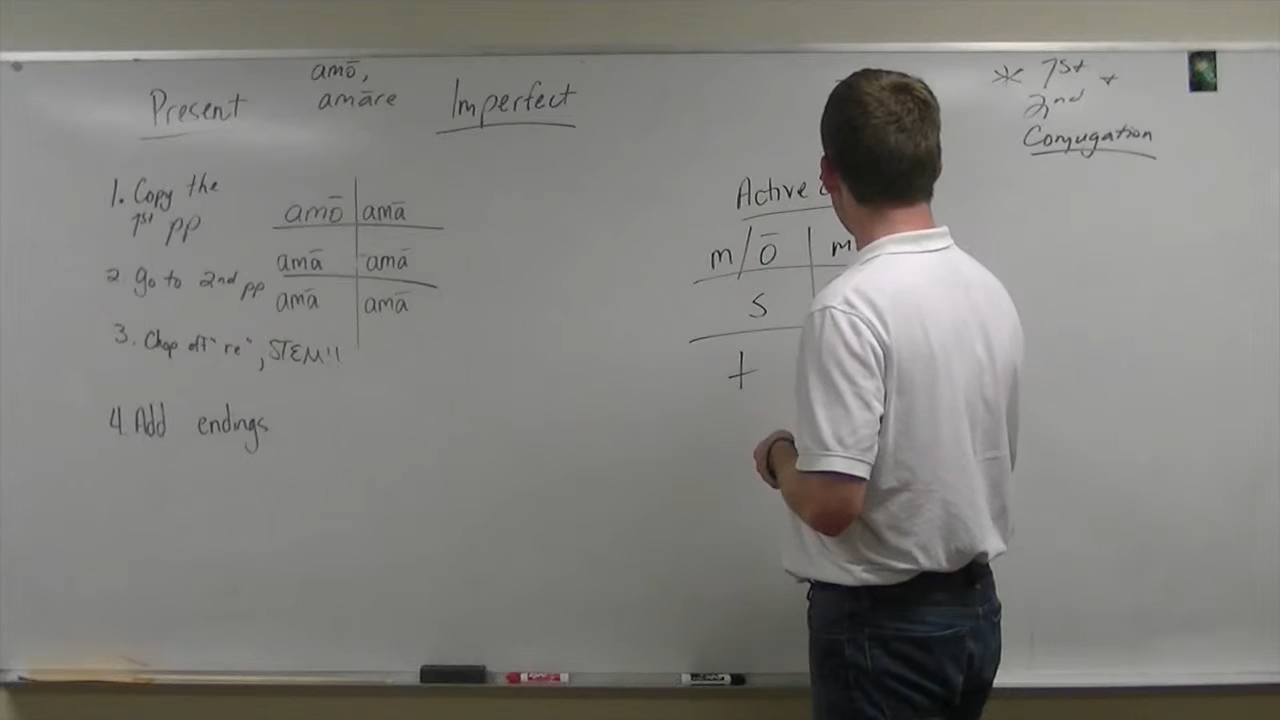 amō,
amāre
Present
Imperfect
1. Copy the
1st pp
2 Go to 2nd pp
3. Chop off "re", STEM!!
4. Add endings
amō | amā
amā | amā
amā | amā
Active
m/ō | m
s
t
* 1st +
2nd
Conjugation